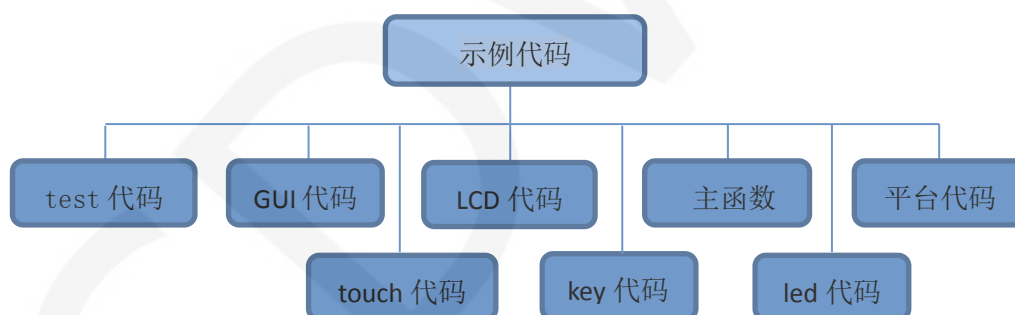 示例代码
test 代码
GUI 代码
LCD 代码
主函数
平台代码
touch 代码
key 代码
led 代码